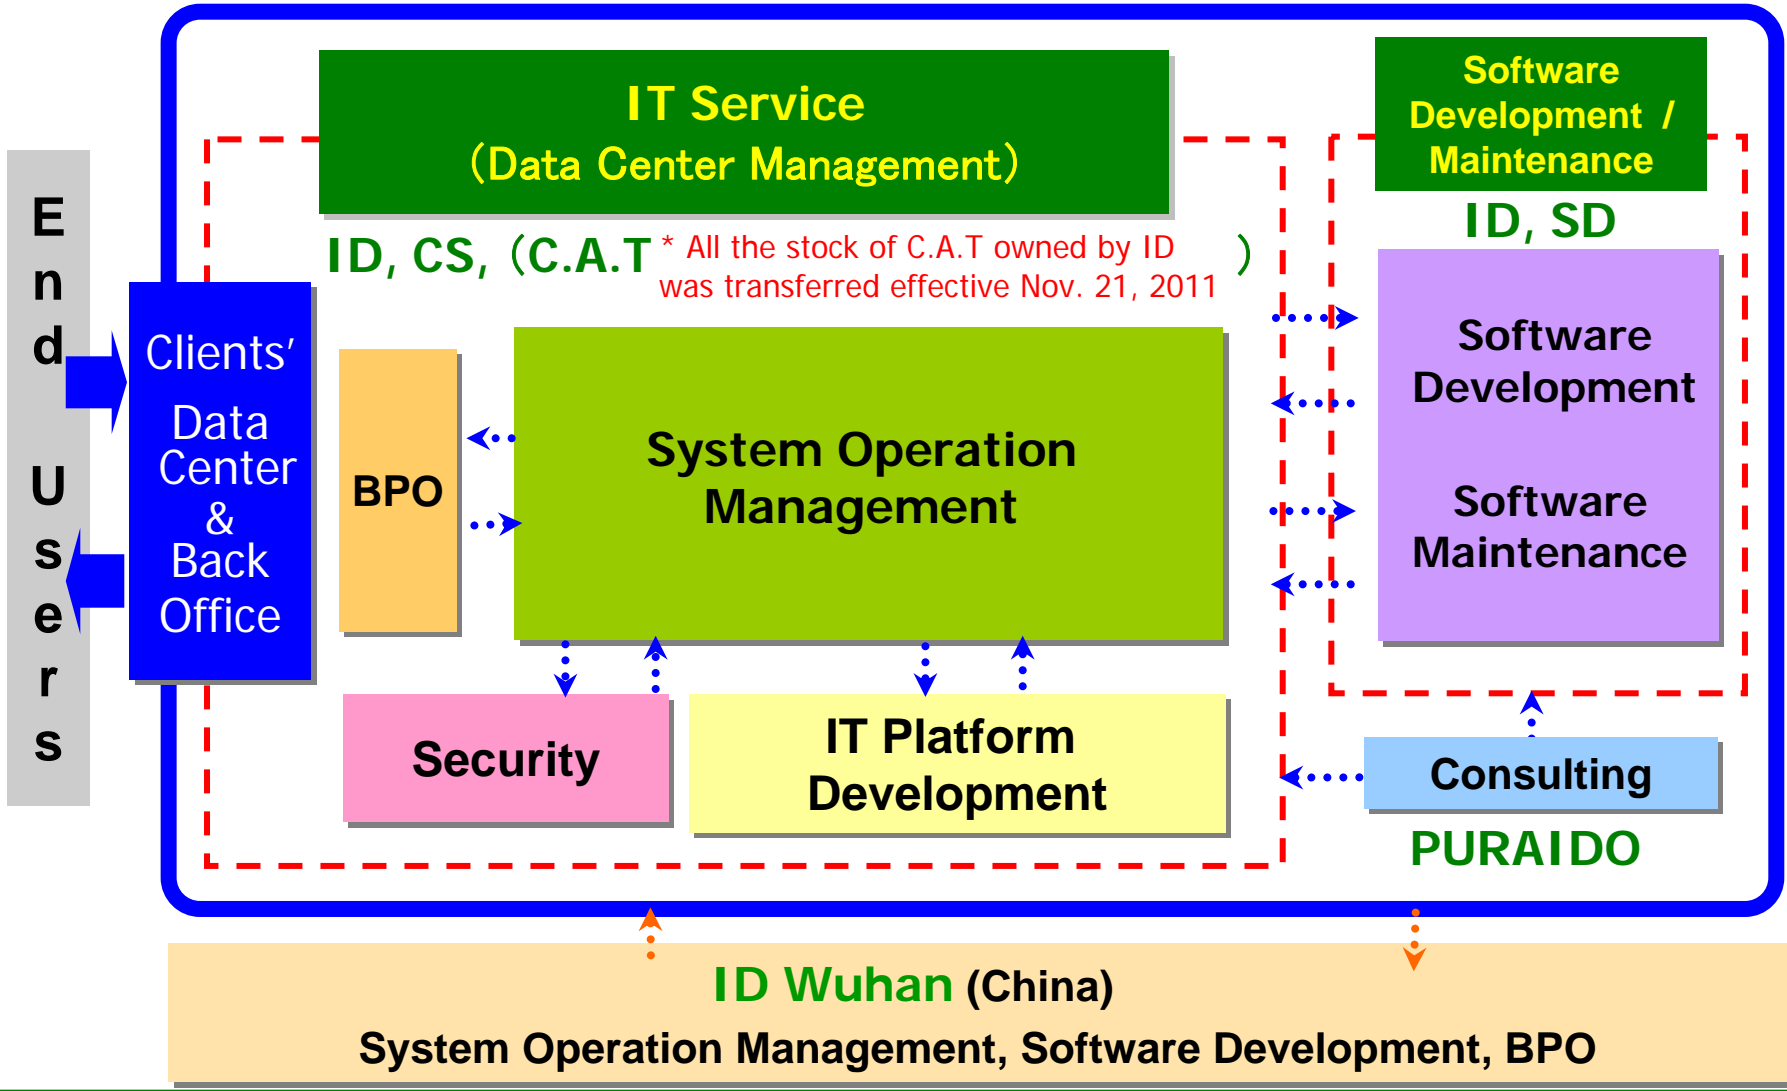 End Users
Clients’
Data
Center
&
Back
Office
IT Service
(Data Center Management)
ID, CS, (C.A.T * All the stock of C.A.T owned by ID )
was transferred effective Nov. 21, 2011
BPO
System Operation
Management
Security
IT Platform
Development
Software
Development /
Maintenance
ID, SD
Software
Development
Software
Maintenance
Consulting
PURAIDO
ID Wuhan (China)
System Operation Management, Software Development, BPO